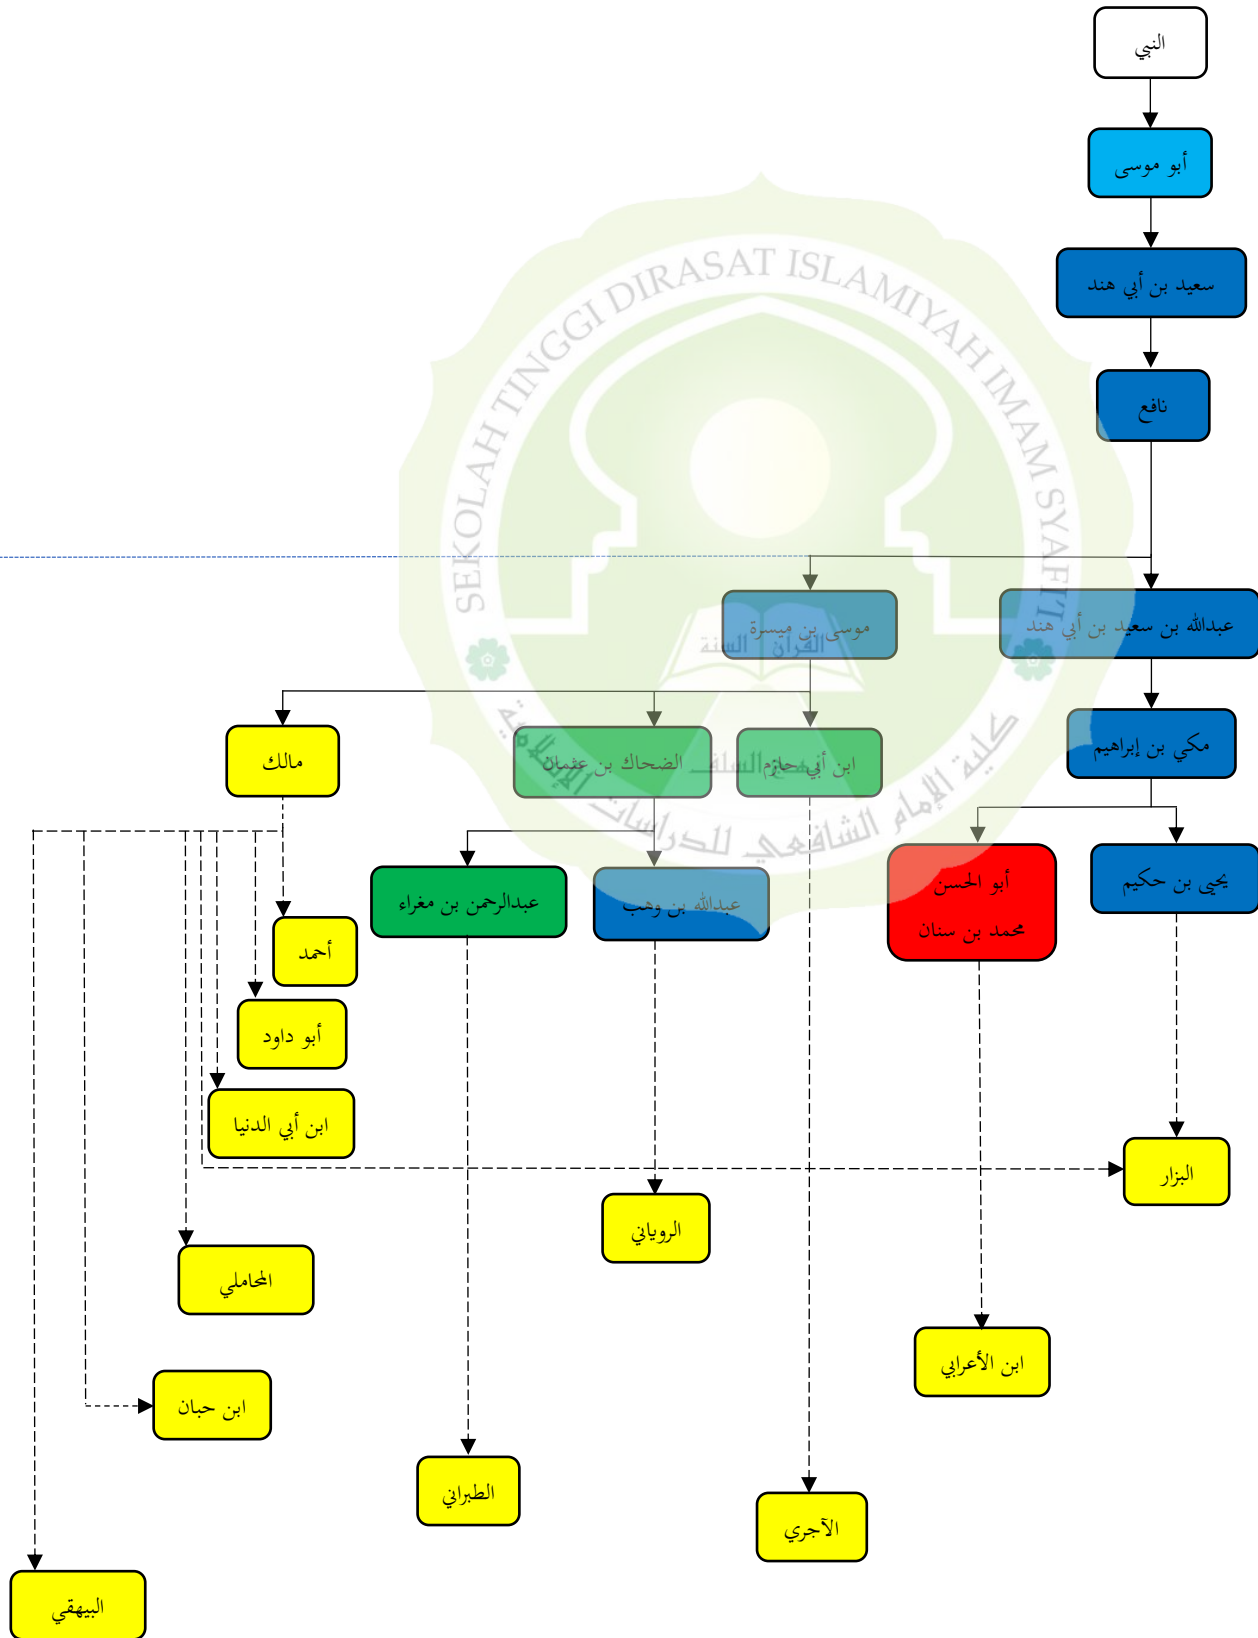 النبي
أبو موسى
سعيد بن أبي هند
نافع
عبدالله بن سعيد بن أبي هند
موسى بن ميسرة
مكي بن إبراهيم
ابن أبي حازم
الضحاك بن عثمان
مالك
يحيى بن حكيم
أبو الحسن
محمد بن سنان
عبدالله بن وهب
عبدالرحمن بن مغراء
أحمد
أبو داود
ابن أبي الدنيا
البزار
الروياني
المحاملي
ابن الأعرابي
ابن حبان
الطبراني
الآجري
البيهقي
SEKOLAH TINGGI DIRASAT ISLAMIYAH IMAM SYAFI'I
القرآن السنة
السلف
كلية الإمام الشافعي للدراسات الإسلامية